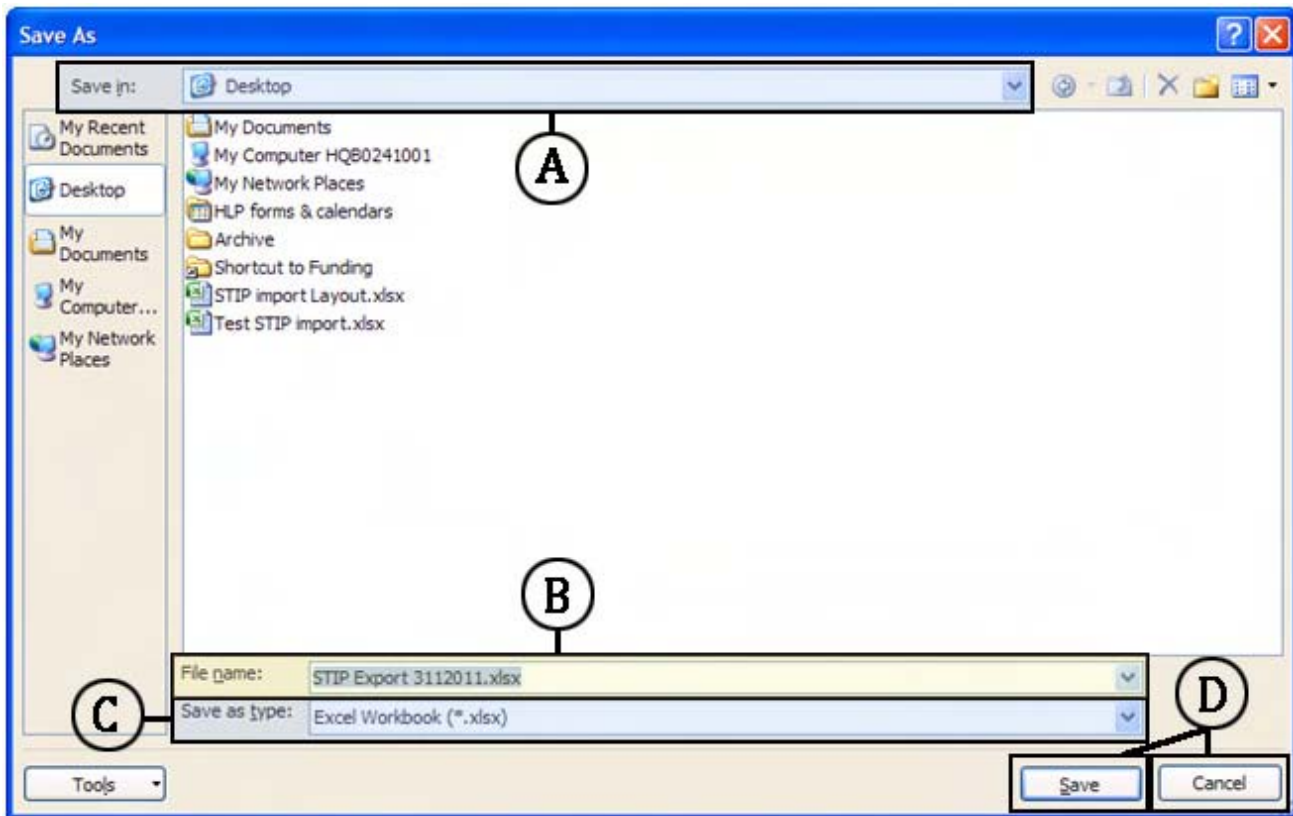 Save As
Save in: Desktop
A
My Recent
Documents
Desktop
My
Documents
My
Computer...
My Network
Places
My Documents
My Computer HQB0241001
My Network Places
HLP forms & calendars
Archive
Shortcut to Funding
STIP import Layout.xlsx
Test STIP import.xlsx
B
File name: STIP Export 3112011.xlsx
C
Save as type: Excel Workbook (*.xlsx)
D
Tools
Save
Cancel